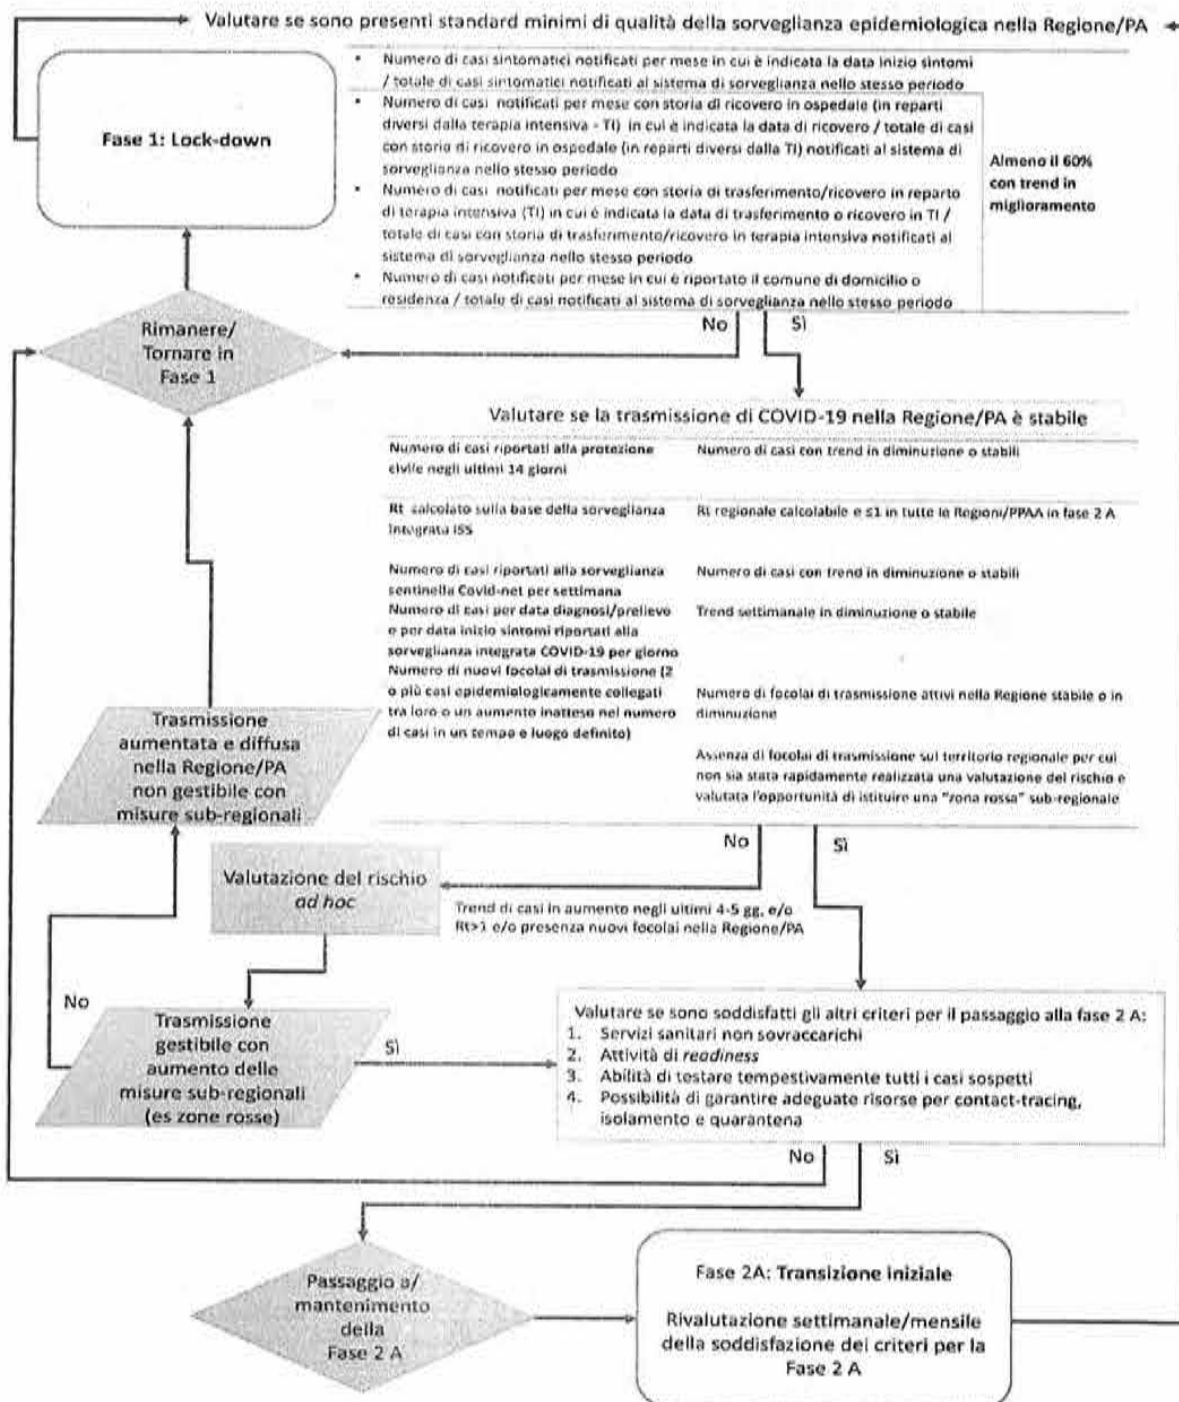 Valutare se sono presenti standard minimi di qualità della sorveglianza epidemiologica nella Regione/PA
Fase 1: Lock-down
• Numero di casi sintomatici notificati per mese in cui è indicata la data inizio sintomi
/ totale di casi sintomatici notificati al sistema di sorveglianza nello stesso periodo
• Numero di casi notificati per mese con storia di ricovero in ospedale (in reparti
diversi dalla terapia intensiva - TI) in cui è indicata la data di ricovero / totale di casi
con storia di ricovero in ospedale (in reparti diversi dalla TI) notificati al sistema di
sorveglianza nello stesso periodo
• Numero di casi notificati per mese con storia di trasferimento/ricovero in reparto
di terapia intensiva (TI) in cui è indicata la data di trasferimento o ricovero in TI /
totale di casi con storia di trasferimento/ricovero in terapia intensiva notificati al
sistema di sorveglianza nello stesso periodo
• Numero di casi notificati per mese in cui è riportato il comune di domicilio o
residenza / totale di casi notificati al sistema di sorveglianza nello stesso periodo
Almeno il 60%
con trend in
miglioramento
No
Sì
Rimanere/
Tornare in
Fase 1
Valutare se la trasmissione di COVID-19 nella Regione/PA è stabile
Numero di casi riportati alla protezione
civile negli ultimi 14 giorni
Numero di casi con trend in diminuzione o stabili
Rt calcolato sulla base della sorveglianza
integrata ISS
Rt regionale calcolabile e ≤1 in tutte le Regioni/PPAA in fase 2 A
Numero di casi riportati alla sorveglianza
sentinella Covid-net per settimana
Numero di casi con trend in diminuzione o stabili
Numero di casi per data diagnosi/prelievo
e per data inizio sintomi riportati alla
sorveglianza integrata COVID-19 per giorno
Trend settimanale in diminuzione o stabile
Numero di nuovi focolai di trasmissione (2
o più casi epidemiologicamente collegati
tra loro o un aumento inatteso nel numero
di casi in un tempo e luogo definito)
Numero di focolai di trasmissione attivi nella Regione stabile o in
diminuzione
Assenza di focolai di trasmissione sul territorio regionale per cui
non sia stata rapidamente realizzata una valutazione del rischio e
valutata l'opportunità di istituire una "zona rossa" sub-regionale
Trasmissione
aumentata e diffusa
nella Regione/PA
non gestibile con
misure sub-regionali
No
Sì
Valutazione del rischio
ad hoc
Trend di casi in aumento negli ultimi 4-5 gg. e/o
Rt>1 e/o presenza nuovi focolai nella Regione/PA
No
Trasmissione
gestibile con
aumento delle
misure sub-regionali
(es zone rosse)
Sì
Valutare se sono soddisfatti gli altri criteri per il passaggio alla fase 2 A:
1. Servizi sanitari non sovraccarichi
2. Attività di readiness
3. Abilità di testare tempestivamente tutti i casi sospetti
4. Possibilità di garantire adeguate risorse per contact-tracing,
isolamento e quarantena
No
Sì
Passaggio a/
mantenimento
della
Fase 2 A
Fase 2A: Transizione iniziale
Rivalutazione settimanale/mensile
della soddisfazione dei criteri per la
Fase 2 A